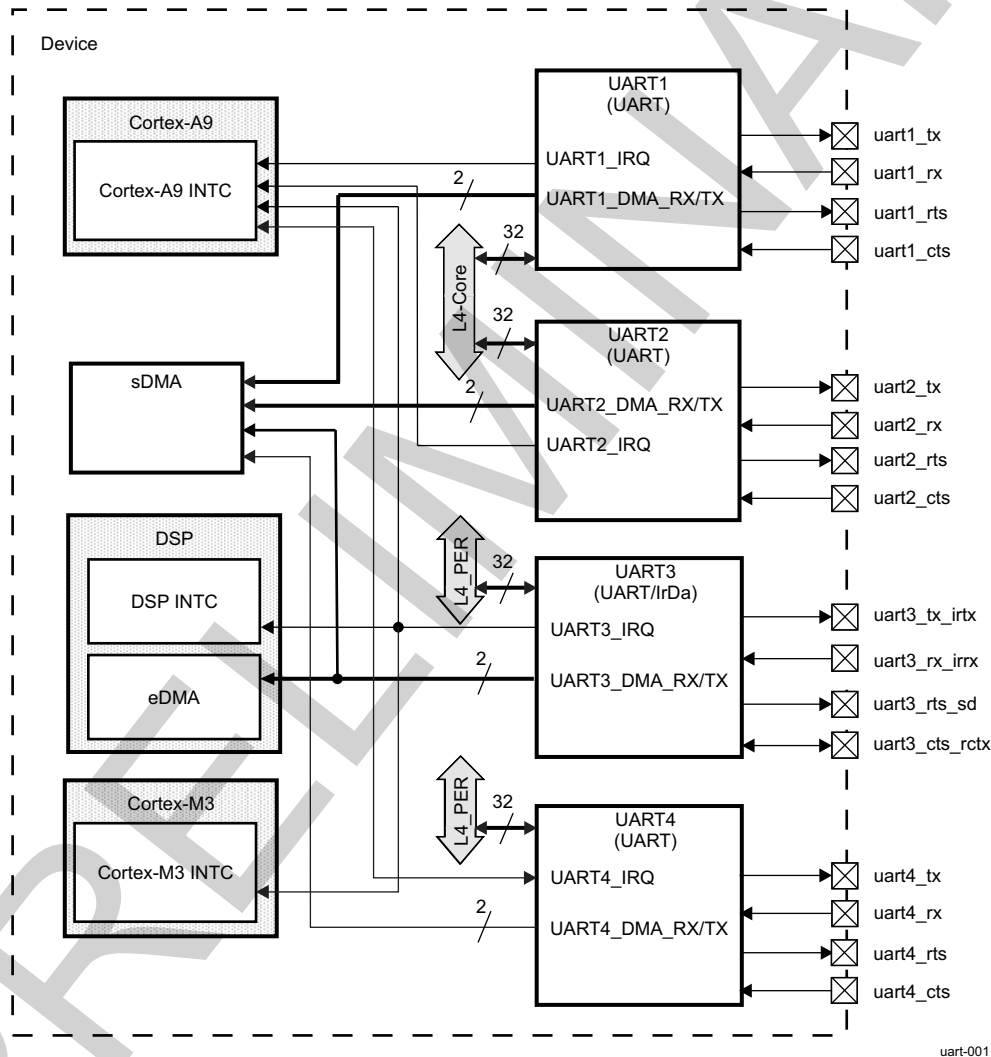 Device
Cortex-A9
Cortex-A9 INTC
sDMA
DSP
DSP INTC
eDMA
Cortex-M3
Cortex-M3 INTC
2
32
L4-Core
32
2
L4_PER
32
2
L4_PER
32
2
UART1
(UART)
UART1_IRQ
UART1_DMA_RX/TX
UART2
(UART)
UART2_DMA_RX/TX
UART2_IRQ
UART3
(UART/IrDa)
UART3_IRQ
UART3_DMA_RX/TX
UART4
(UART)
UART4_IRQ
UART4_DMA_RX/TX
uart1_tx
uart1_rx
uart1_rts
uart1_cts
uart2_tx
uart2_rx
uart2_rts
uart2_cts
uart3_tx_irtx
uart3_rx_irrx
uart3_rts_sd
uart3_cts_rctx
uart4_tx
uart4_rx
uart4_rts
uart4_cts
uart-001
PRELIMINA